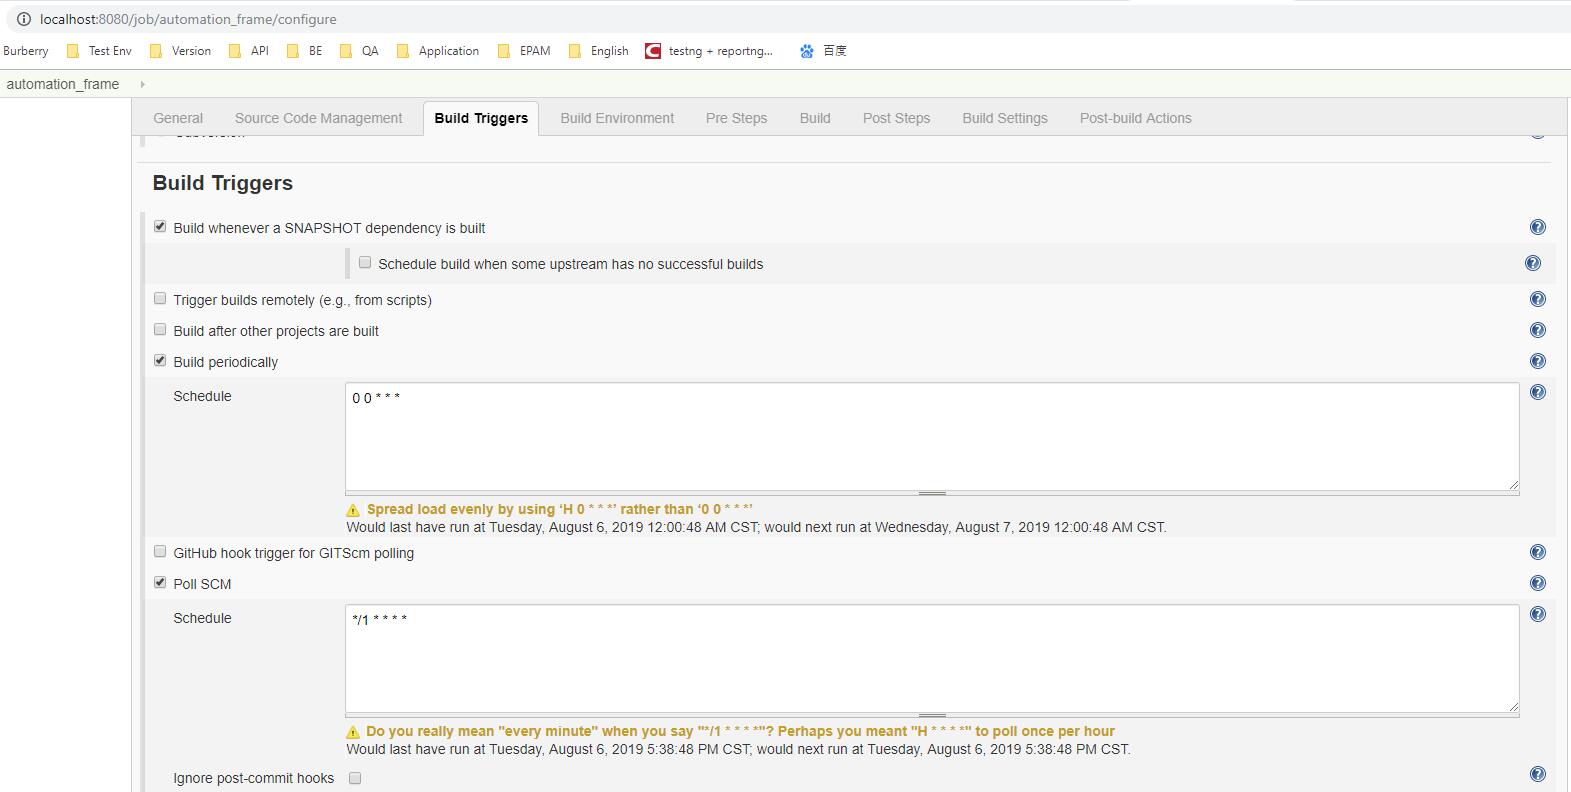 localhost:8080/job/automation_frame/configure
Burberry Test Env Version API BE QA Application EPAM English testng + reportng... 百度
automation_frame
General Source Code Management Build Triggers Build Environment Pre Steps Build Post Steps Build Settings Post-build Actions
Subversion
Build Triggers
Build whenever a SNAPSHOT dependency is built
Schedule build when some upstream has no successful builds
Trigger builds remotely (e.g., from scripts)
Build after other projects are built
Build periodically
Schedule 0 0 * * *
Spread load evenly by using ‘H 0 * * *’ rather than ‘0 0 * * *’
Would last have run at Tuesday, August 6, 2019 12:00:48 AM CST; would next run at Wednesday, August 7, 2019 12:00:48 AM CST.
GitHub hook trigger for GITScm polling
Poll SCM
Schedule */1 * * * *
Do you really mean "every minute" when you say "*/1 * * * *"? Perhaps you meant "H * * * *" to poll once per hour
Would last have run at Tuesday, August 6, 2019 5:38:48 PM CST; would next run at Tuesday, August 6, 2019 5:38:48 PM CST.
Ignore post-commit hooks